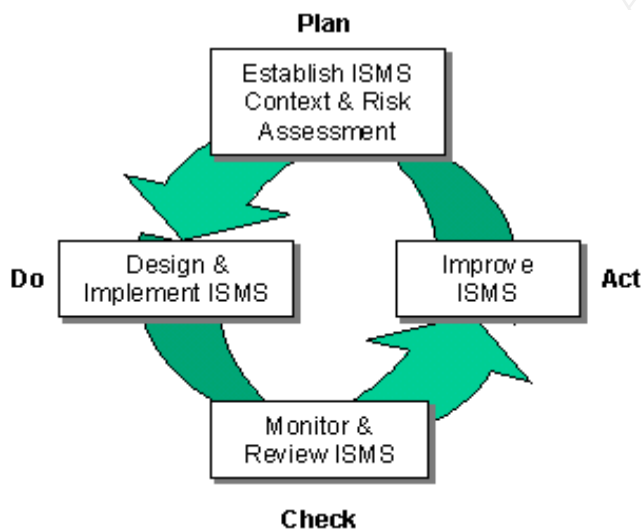 Plan
Establish ISMS
Context & Risk
Assessment
Do
Design &
Implement ISMS
Improve
ISMS
Act
Monitor &
Review ISMS
Check